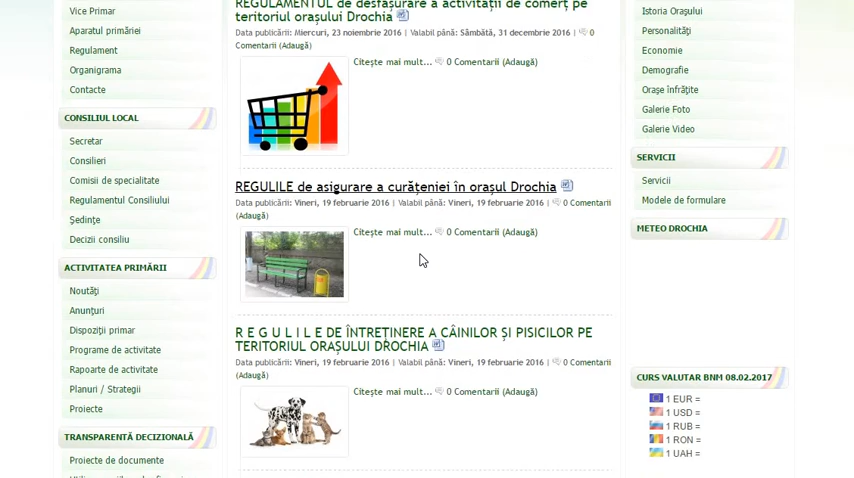 Vice Primar
Aparatul primăriei
Regulament
Organigrama
Contacte
CONSILIUL LOCAL
Secretar
Consilieri
Comisii de specialitate
Regulamentul Consiliului
Ședințe
Decizii consiliu
ACTIVITATEA PRIMĂRII
Noutăți
Anunțuri
Dispoziții primar
Programe de activitate
Rapoarte de activitate
Planuri / Strategii
Proiecte
TRANSPARENTĂ DECIZIONALĂ
Proiecte de documente
REGULAMENTUL de desfășurare a activității de comerț pe
teritoriul orașului Drochia
Data publicării: Miercuri, 23 noiembrie 2016 | Valabil până: Sâmbătă, 31 decembrie 2016 | 0
Comentarii (Adaugă)
Citește mai mult... 0 Comentarii (Adaugă)
REGULILE de asigurare a curățeniei în orașul Drochia
Data publicării: Vineri, 19 februarie 2016 | Valabil până: Vineri, 19 februarie 2016 | 0 Comentarii
(Adaugă)
Citește mai mult... 0 Comentarii (Adaugă)
R E G U L I L E DE ÎNTREȚINERE A CÂINILOR ȘI PISICILOR PE
TERITORIUL ORAȘULUI DROCHIA
Data publicării: Vineri, 19 februarie 2016 | Valabil până: Vineri, 19 februarie 2016 | 0 Comentarii
(Adaugă)
Citește mai mult... 0 Comentarii (Adaugă)
Istoria Orașului
Personalități
Economie
Demografie
Orașe înfrățite
Galerie Foto
Galerie Video
SERVICII
Servicii
Modele de formulare
METEO DROCHIA
CURS VALUTAR BNM 08.02.2017
1 EUR =
1 USD =
1 RUB =
1 RON =
1 UAH =